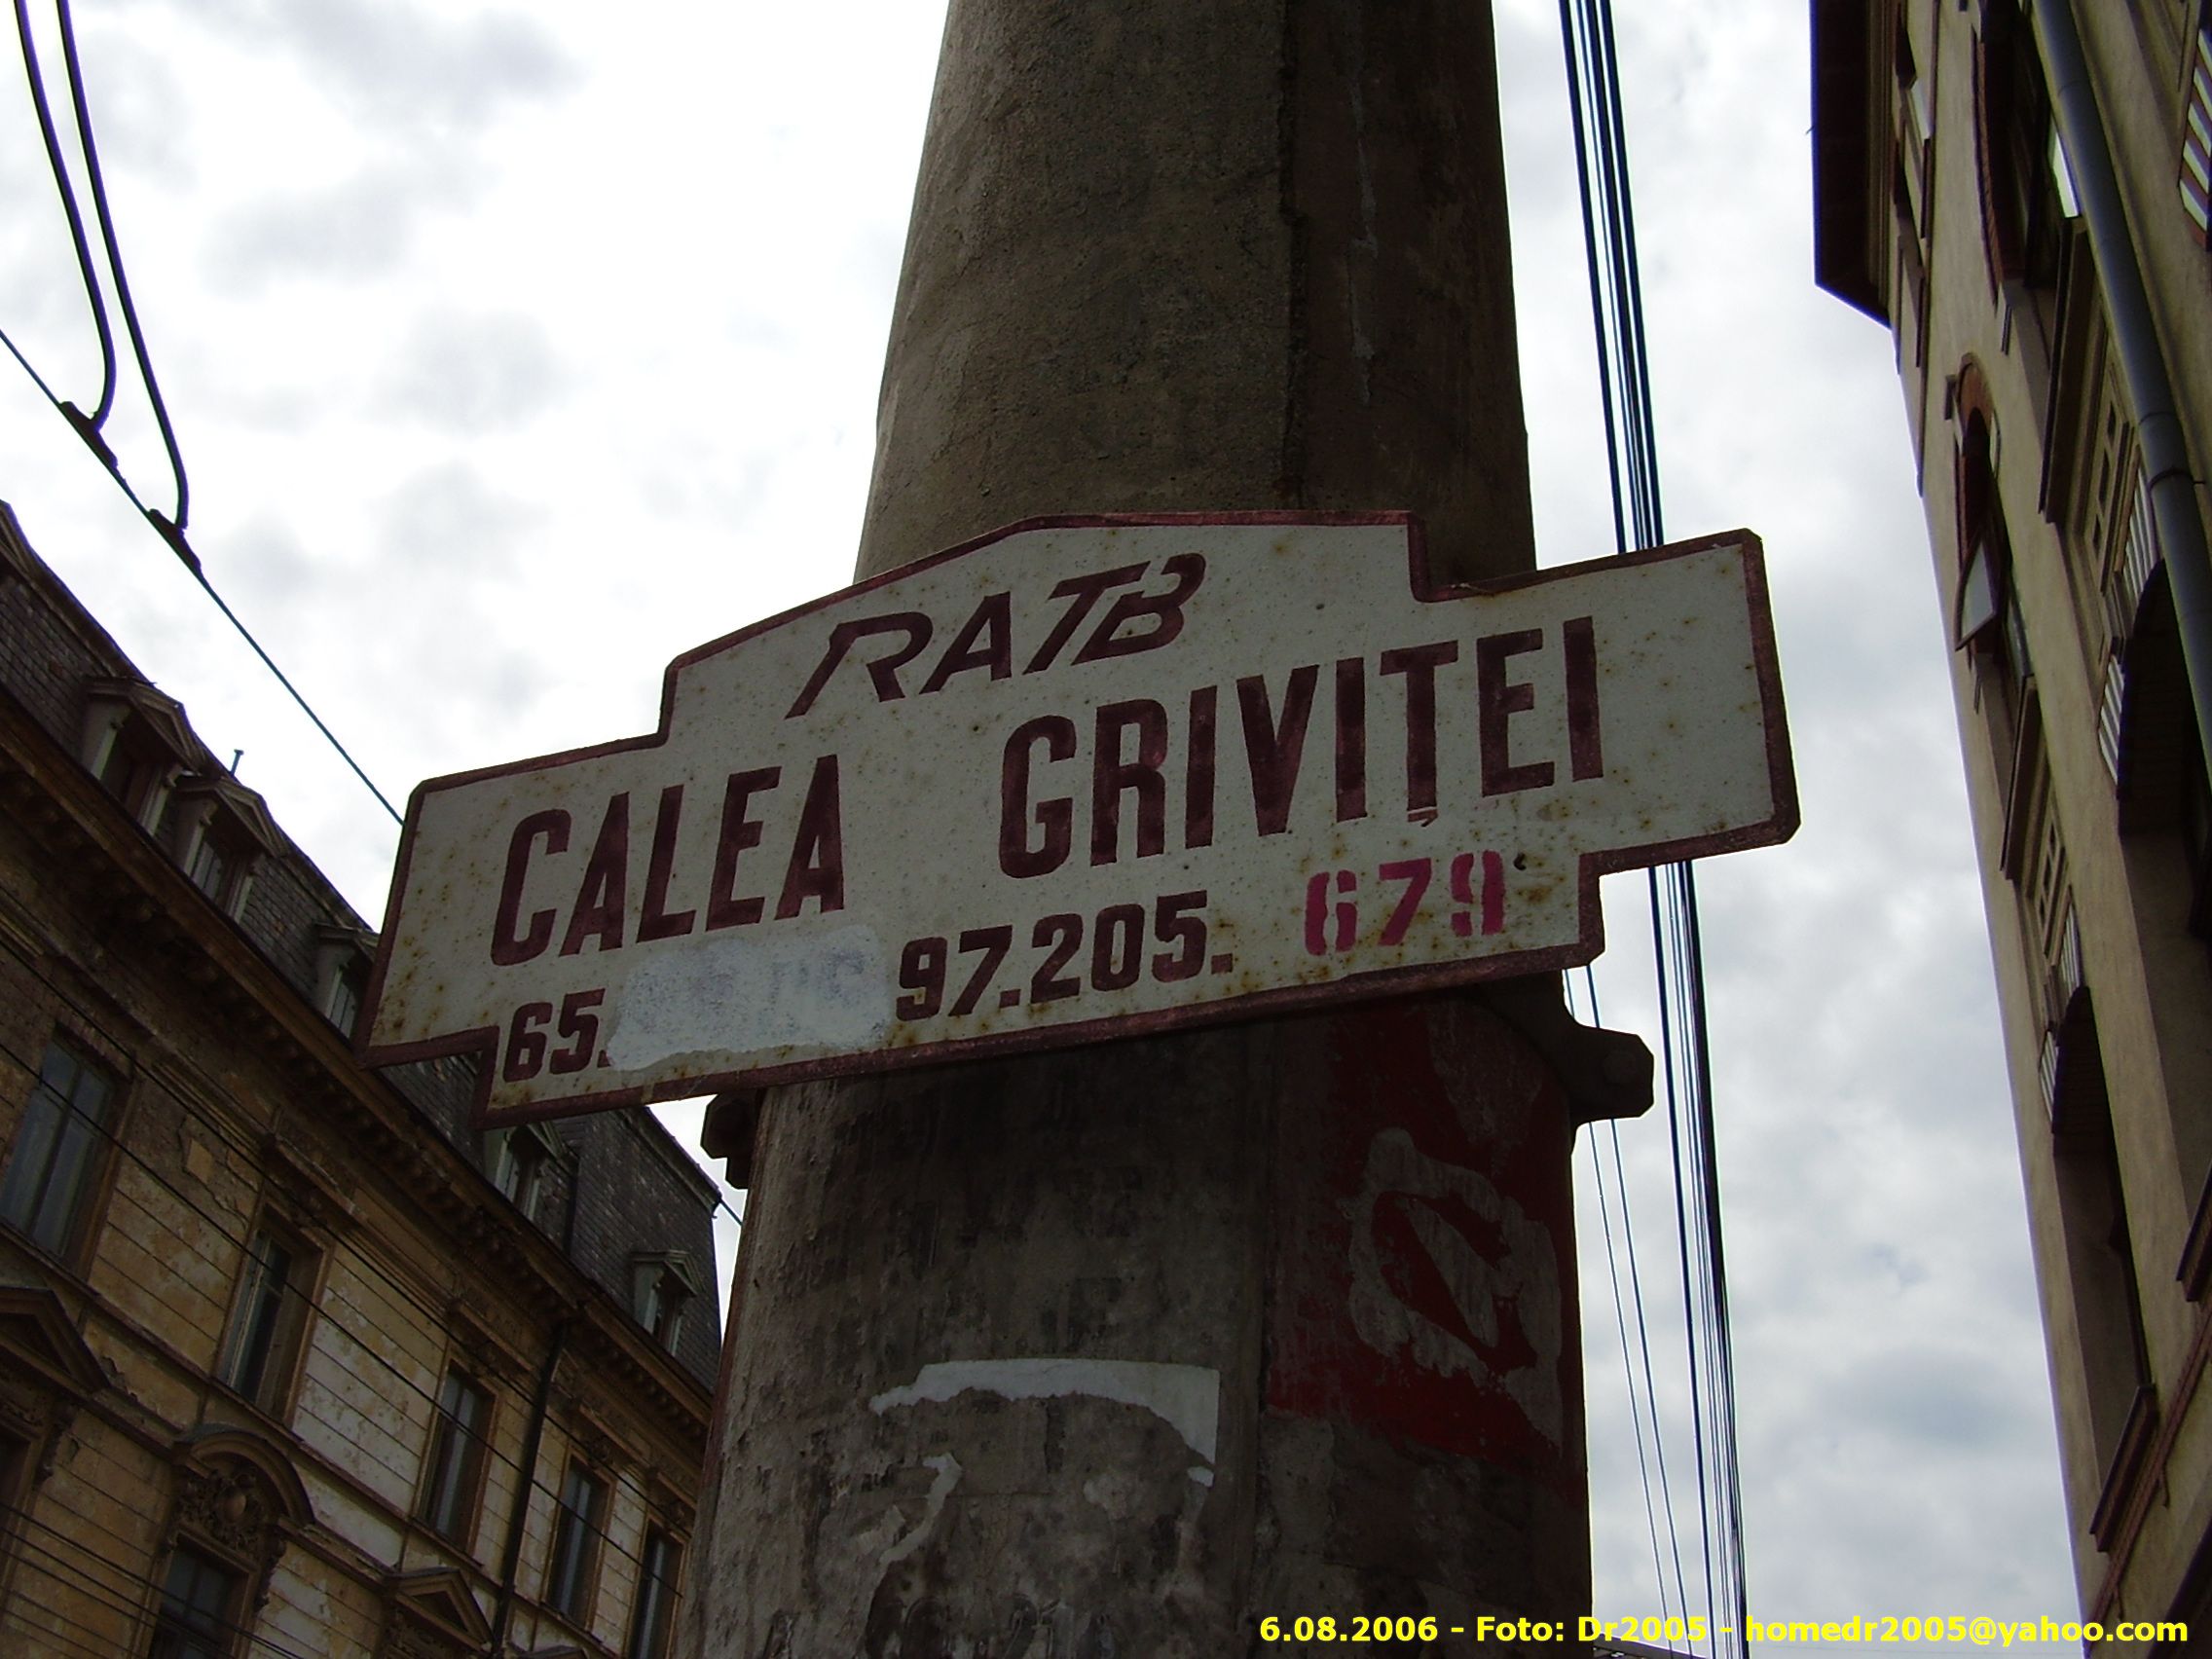 RATB
CALEA GRIVIȚEI
65. 97.205. 679
6.08.2006 - Foto: Dr2005 - homedr2005@yahoo.com